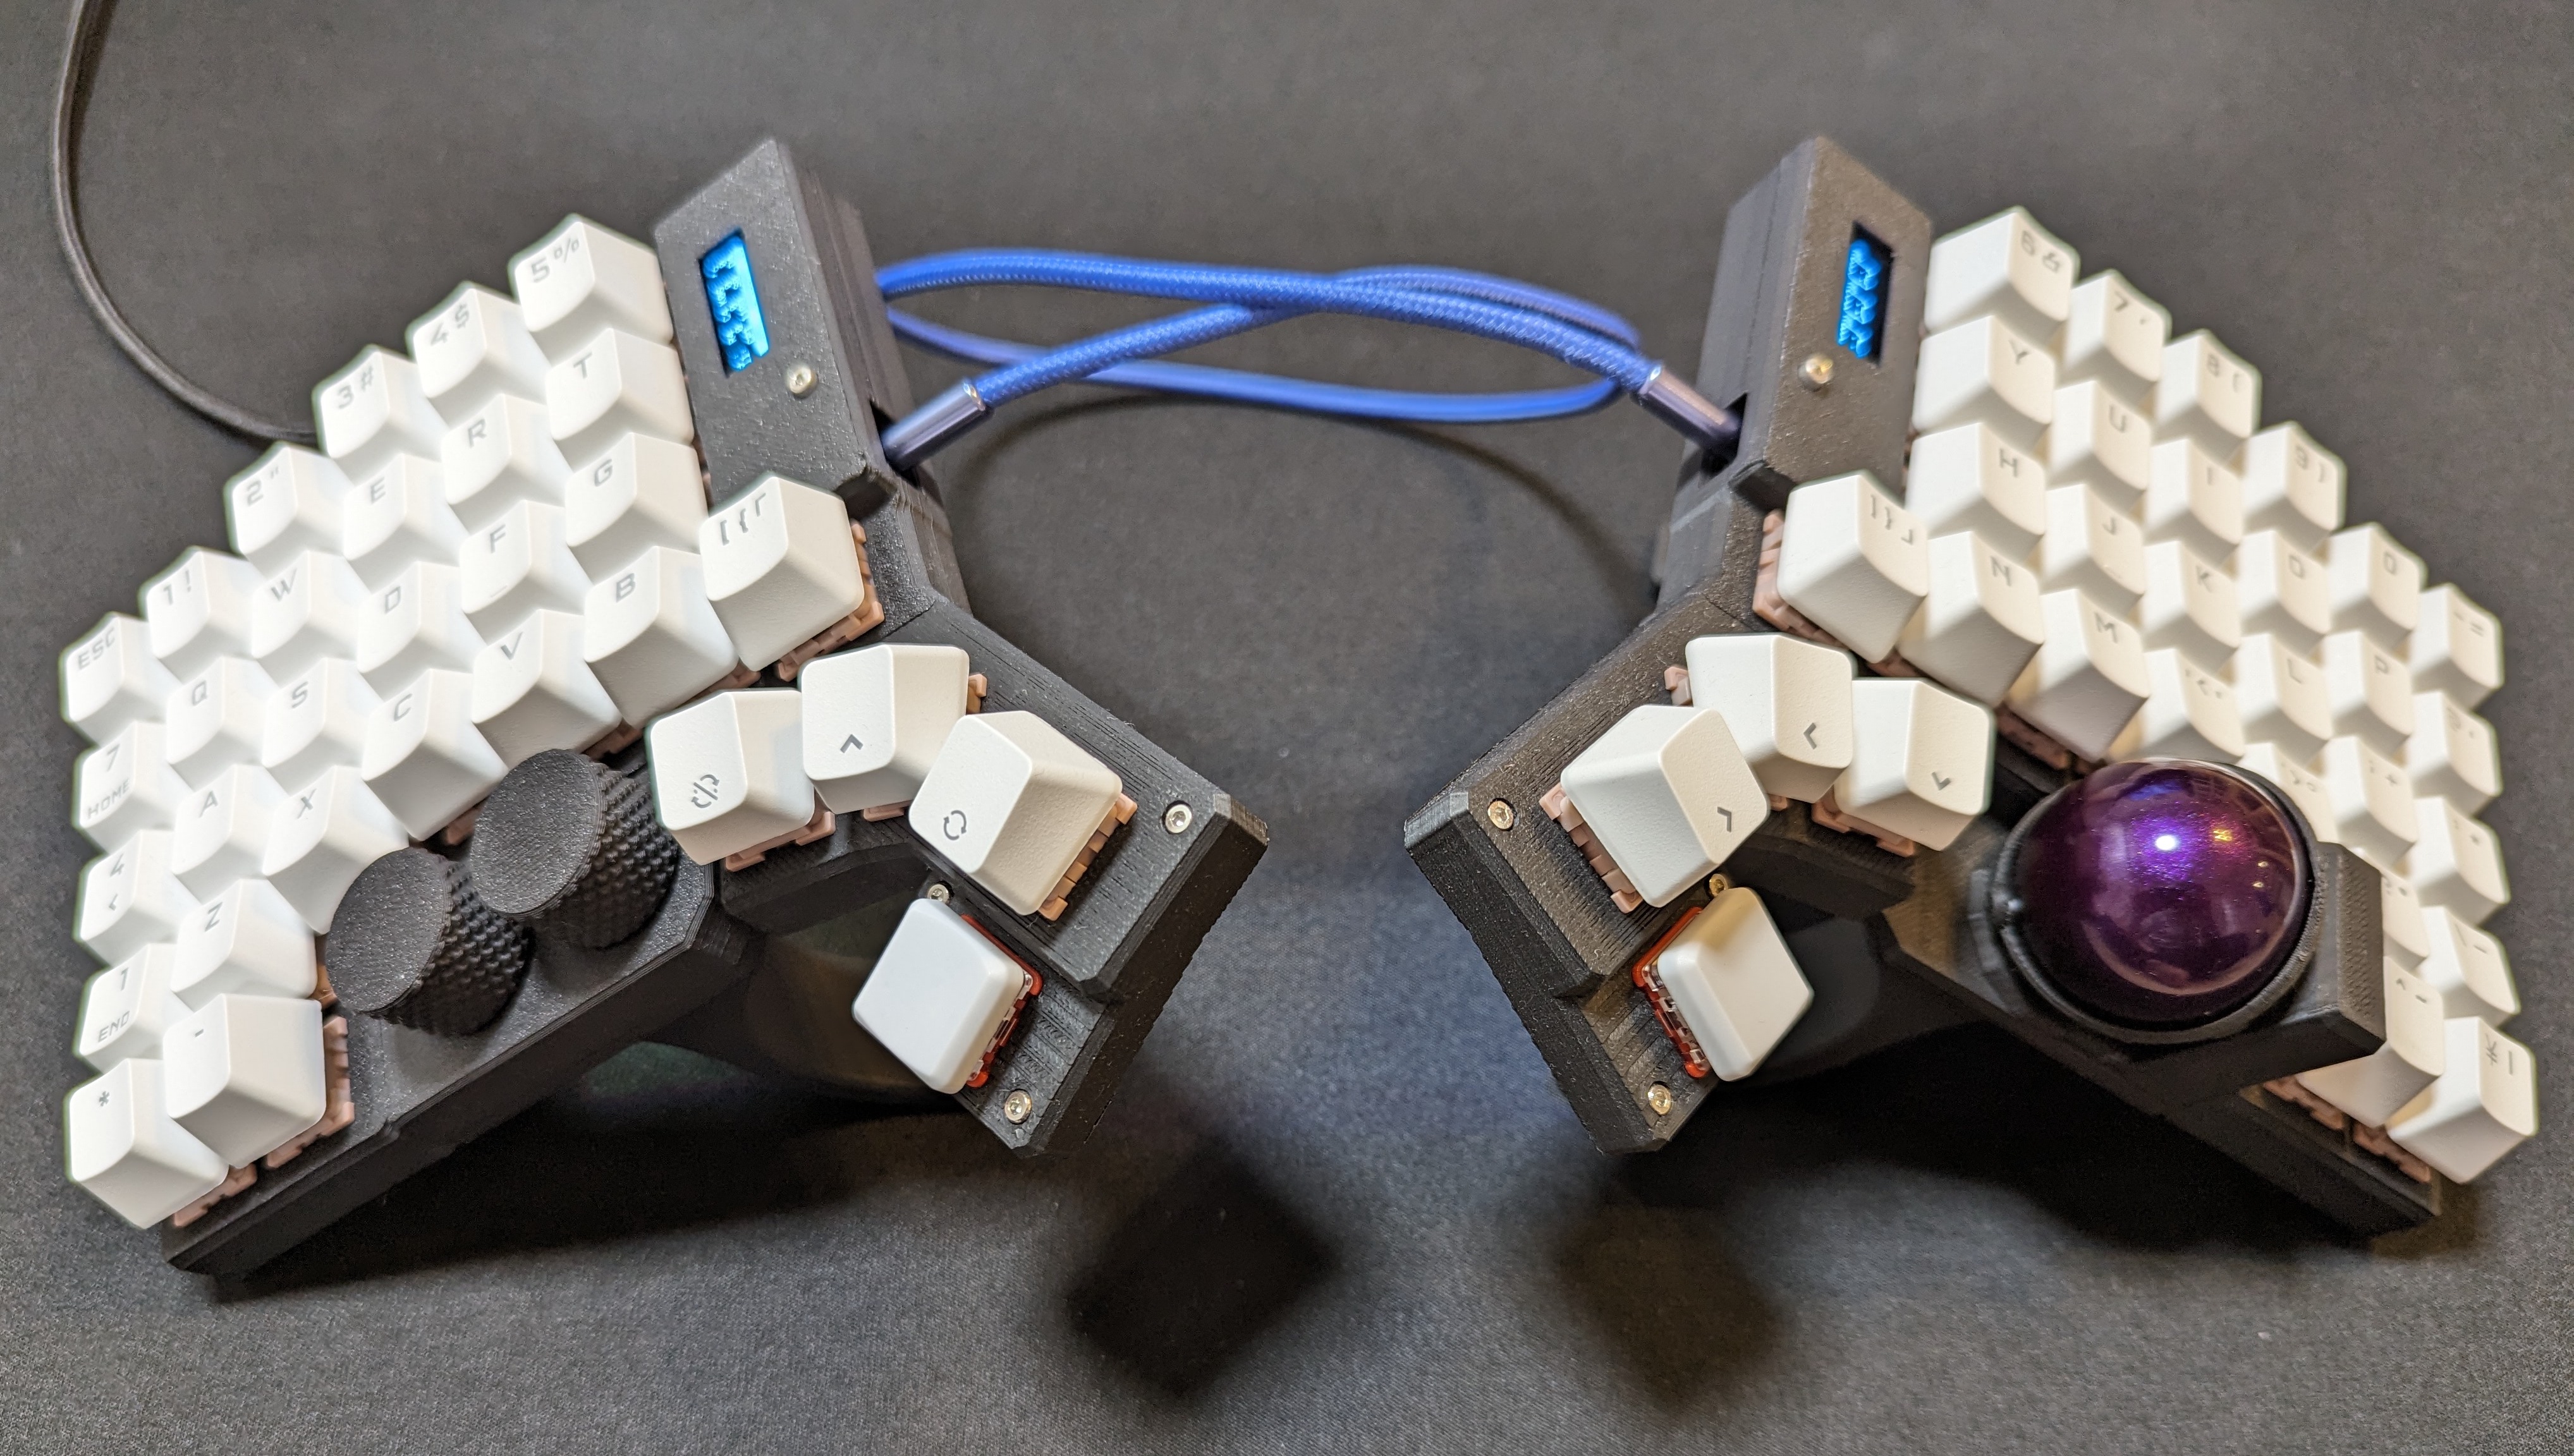 ESC 1! 2" 3# 4$ 5%
7 HOME Q W E R T
4 < A S D F G [{「
1 END Z X C V B
* -
^
6& 7' 8( 9) 0 -=
Y U I O P
H J K L
]}」 N M
< > ^
¥|